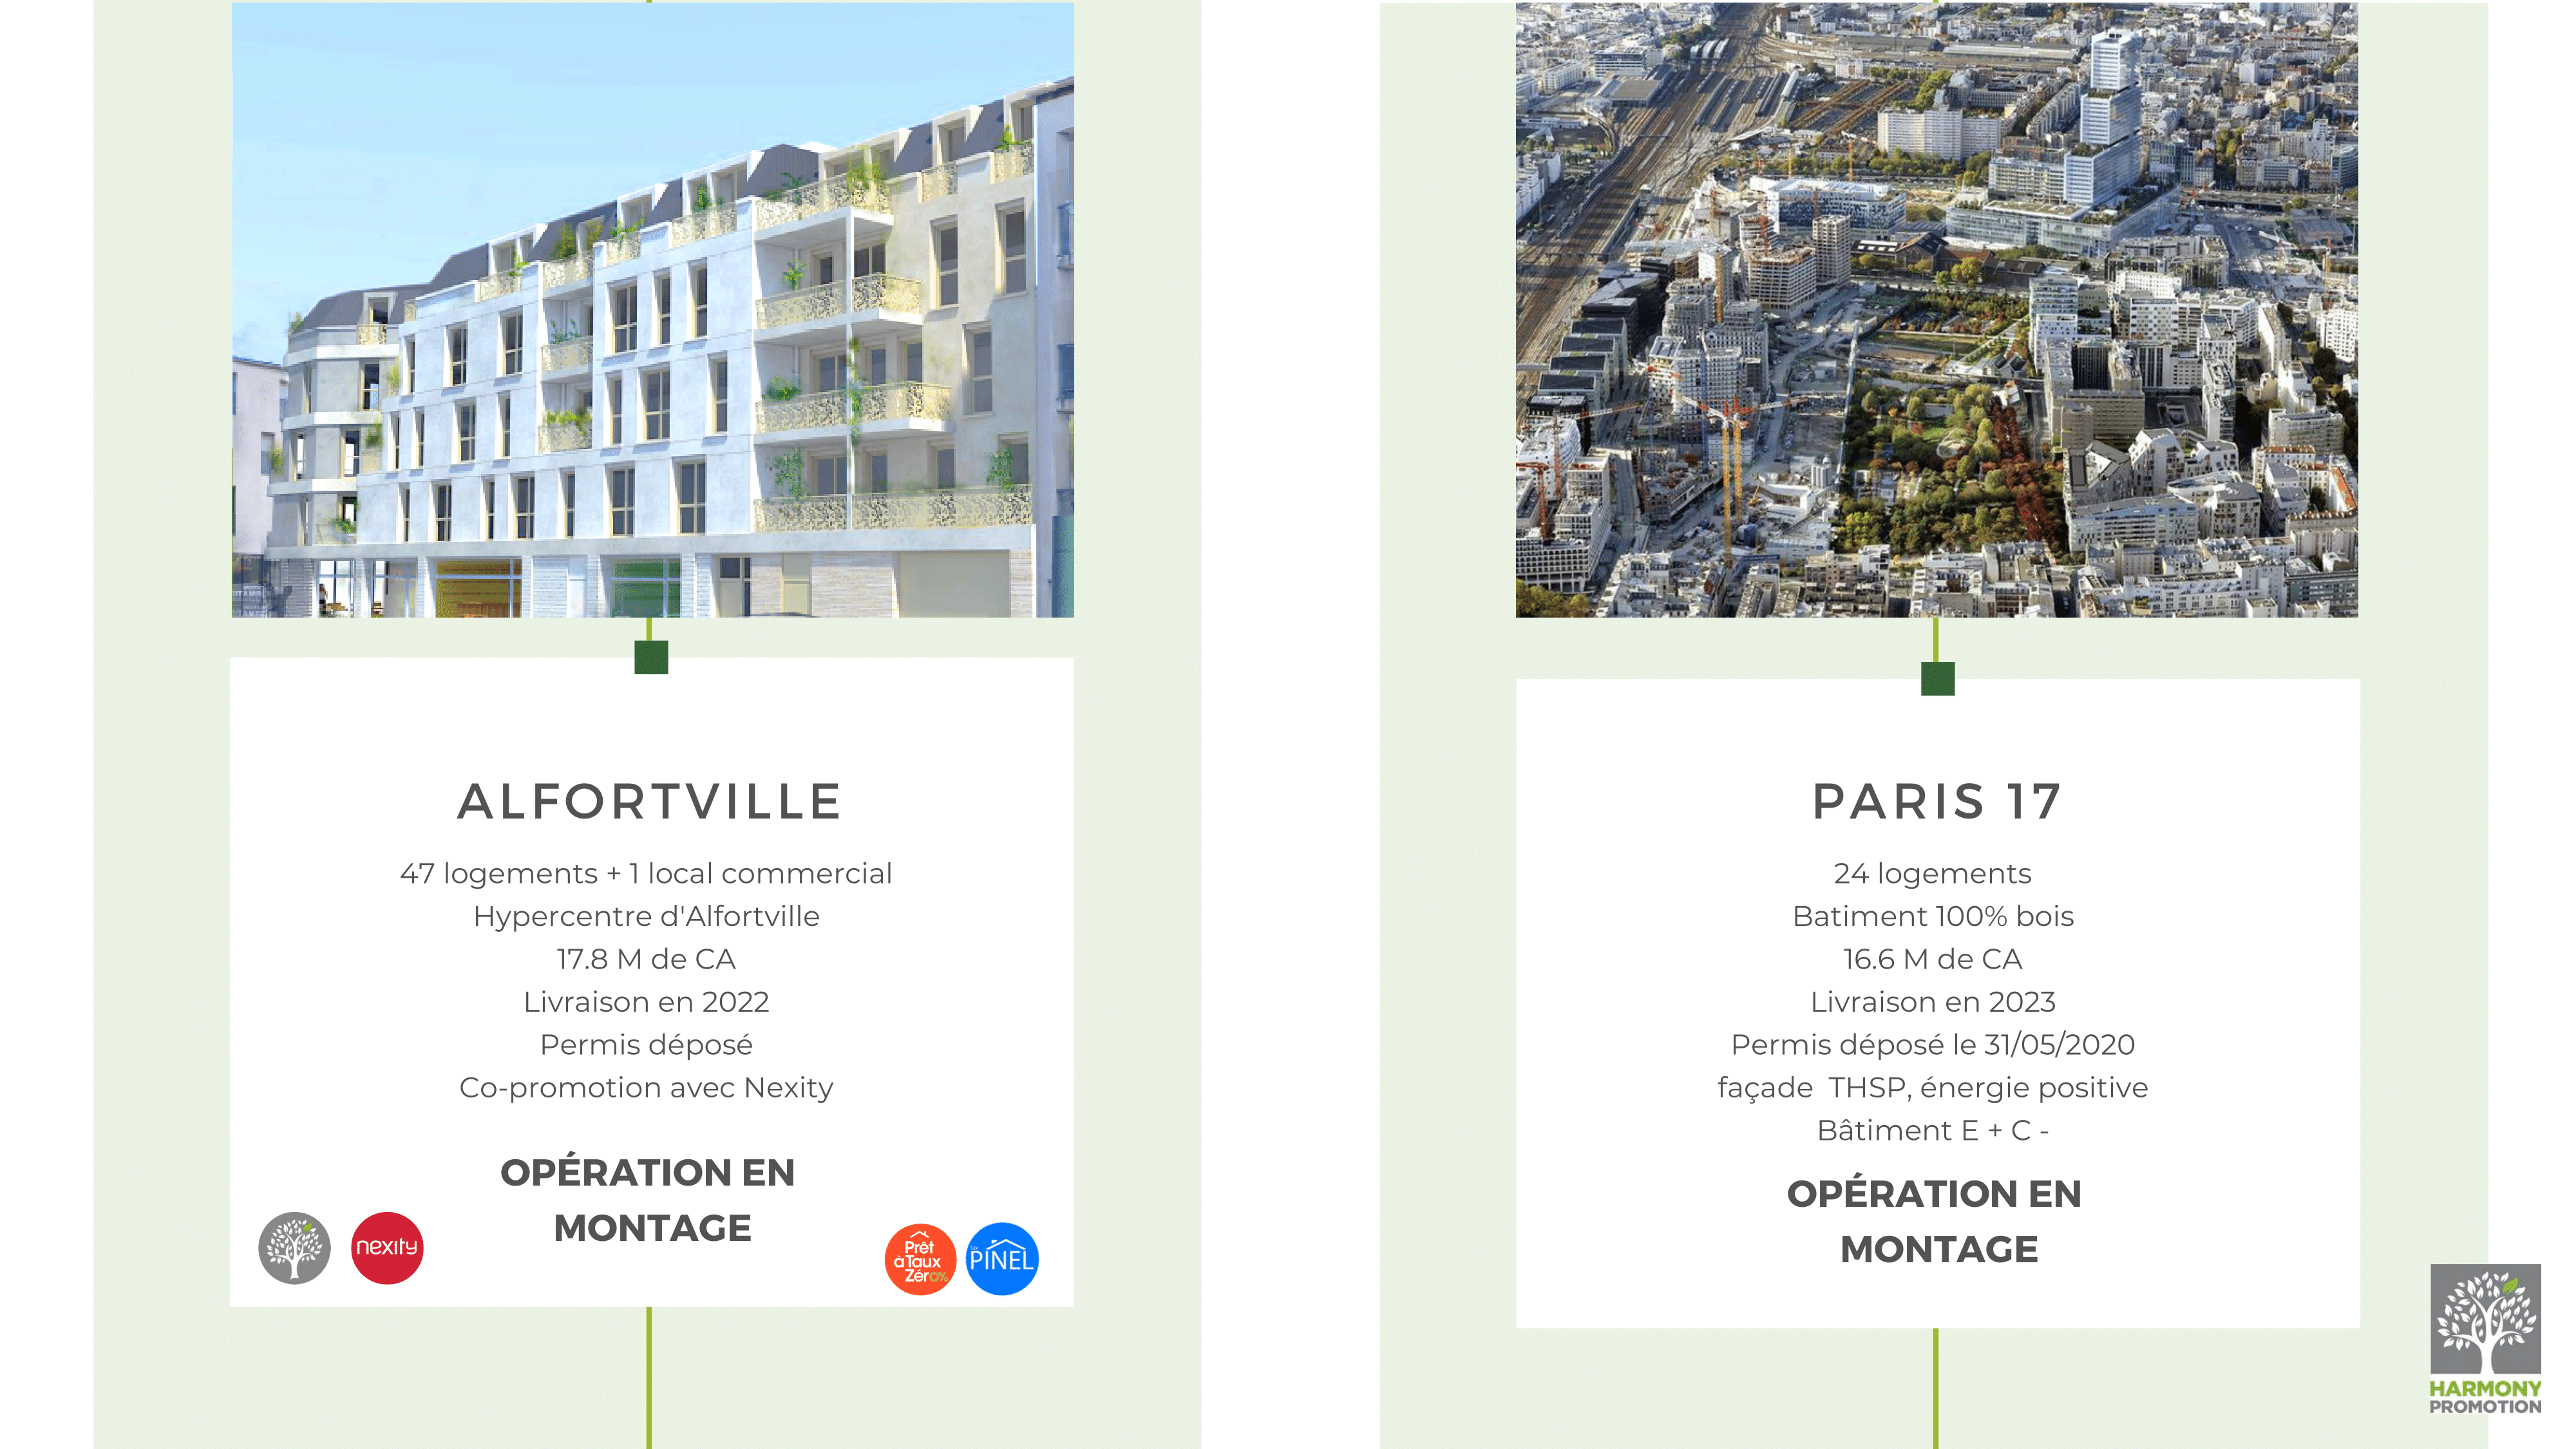 ALFORTVILLE
47 logements + 1 local commercial
Hypercentre d'Alfortville
17.8 M de CA
Livraison en 2022
Permis déposé
Co-promotion avec Nexity
OPÉRATION EN
MONTAGE
nexity
Prêt
à Taux
Zér0%
PINEL
PARIS 17
24 logements
Batiment 100% bois
16.6 M de CA
Livraison en 2023
Permis déposé le 31/05/2020
façade  THSP, énergie positive
Bâtiment E + C -
OPÉRATION EN
MONTAGE
HARMONY
PROMOTION